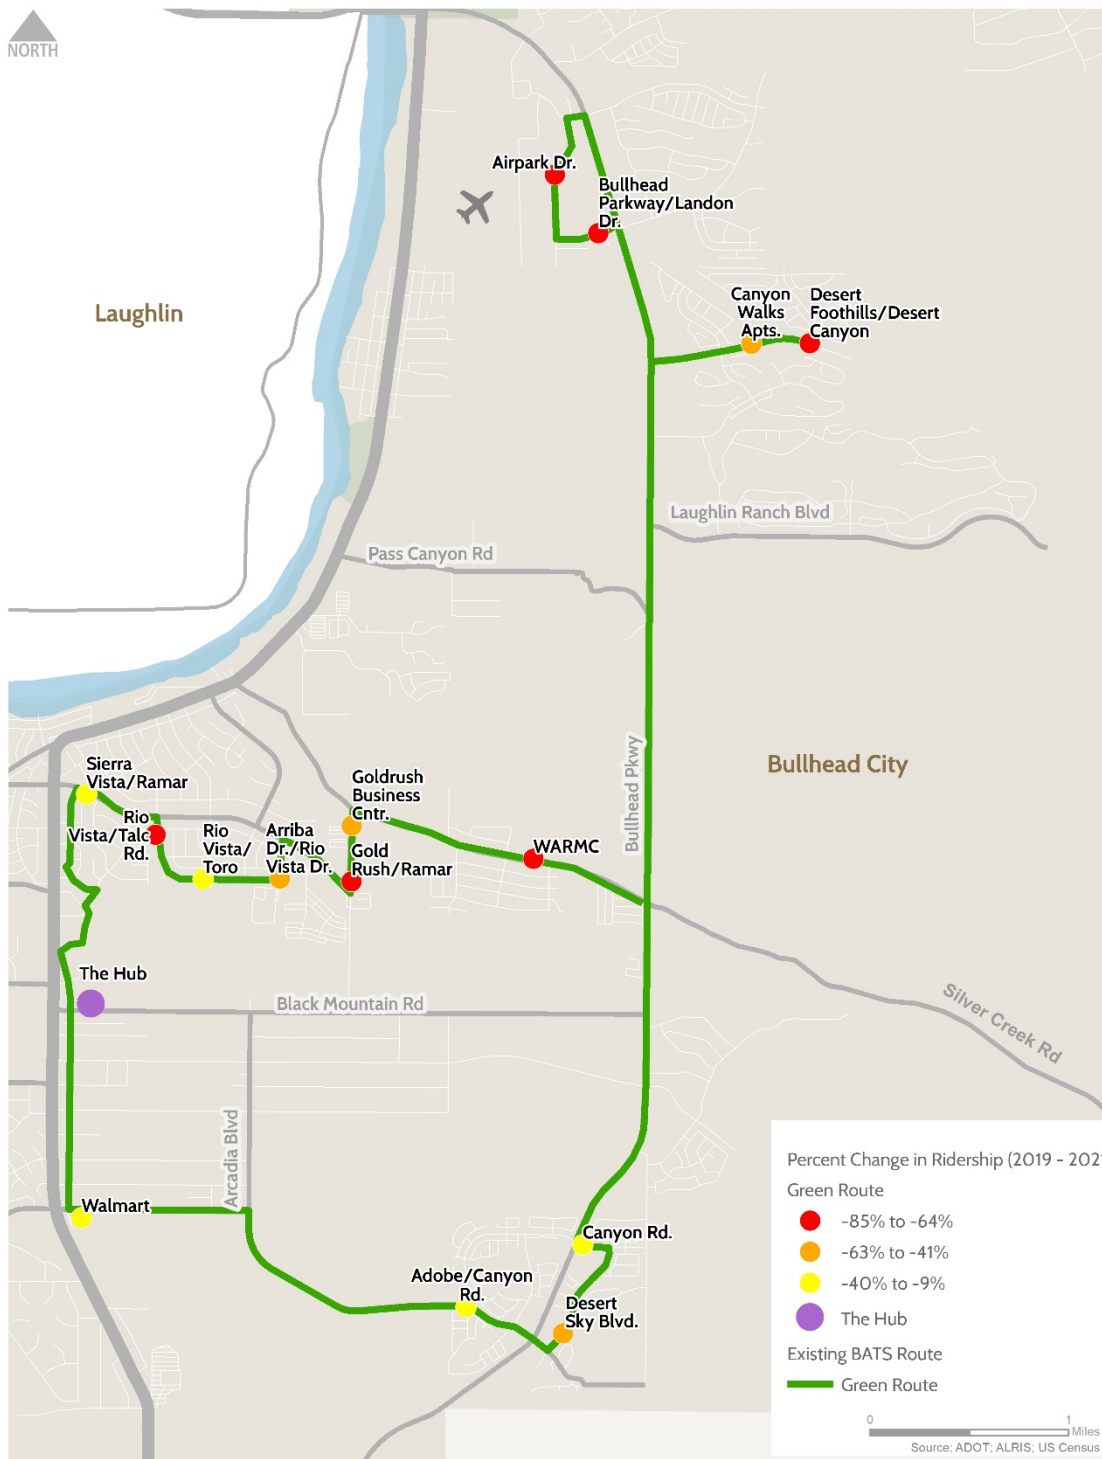 NORTH
Airpark Dr.
Bullhead
Parkway/Landon
Dr.
Laughlin
Canyon
Walks
Apts.
Desert
Foothills/Desert
Canyon
Laughlin Ranch Blvd
Pass Canyon Rd
Bullhead Pkwy
Bullhead City
Sierra
Vista/Ramar
Goldrush
Business
Cntr.
Rio
Vista/Talc
Rd.
Rio
Vista/
Toro
Arriba
Dr./Rio
Vista Dr.
Gold
Rush/Ramar
WARMC
The Hub
Black Mountain Rd
Silver Creek Rd
Arcadia Blvd
Walmart
Canyon Rd.
Adobe/Canyon
Rd.
Desert
Sky Blvd.
Percent Change in Ridership (2019 - 202
Green Route
-85% to -64%
-63% to -41%
-40% to -9%
The Hub
Existing BATS Route
Green Route
0 1
Miles
Source: ADOT; ALRIS; US Census